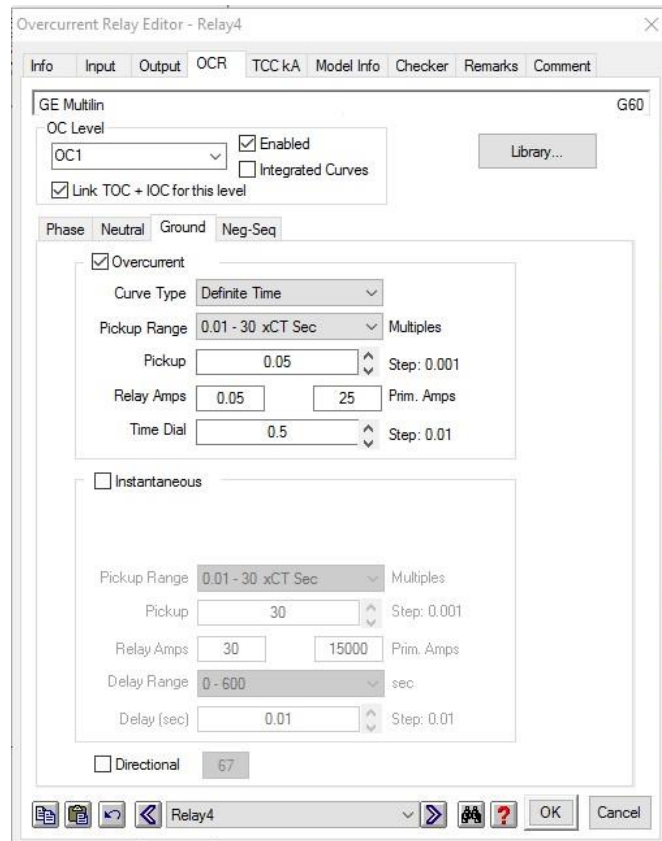 Overcurrent Relay Editor - Relay4
Info Input Output OCR TCC kA Model Info Checker Remarks Comment
GE Multilin G60
OC Level
OC1
Enabled
Integrated Curves
Library...
Link TOC + IOC for this level
Phase Neutral Ground Neg-Seq
Overcurrent
Curve Type Definite Time
Pickup Range 0.01 - 30 xCT Sec Multiples
Pickup 0.05 Step: 0.001
Relay Amps 0.05 25 Prim. Amps
Time Dial 0.5 Step: 0.01
Instantaneous
Pickup Range 0.01 - 30 xCT Sec Multiples
Pickup 30 Step: 0.001
Relay Amps 30 15000 Prim. Amps
Delay Range 0 - 600 sec
Delay (sec) 0.01 Step: 0.01
Directional 67
Relay4 ? OK Cancel